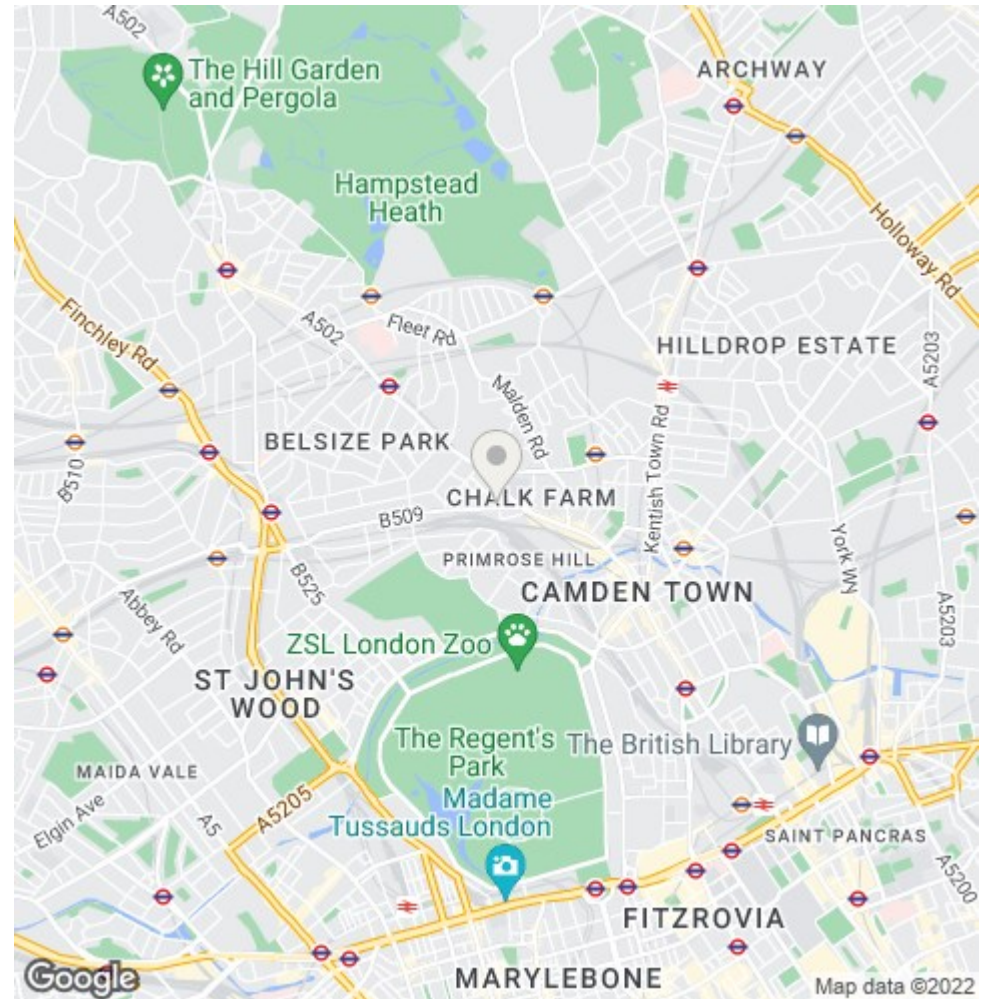 A502
The Hill Garden
and Pergola
ARCHWAY
Hampstead
Heath
Holloway Rd
Finchley Rd
A502
Fleet Rd
HILLDROP ESTATE
A5203
Malden Rd
Kentish Town Rd
BELSIZE PARK
B510
CHALK FARM
B509
PRIMROSE HILL
York Wy
CAMDEN TOWN
B525
Abbey Rd
A5203
ZSL London Zoo
ST JOHN'S
WOOD
The Regent's
Park
The British Library
MAIDA VALE
Madame
Tussauds London
Elgin Ave
A5
A5205
SAINT PANCRAS
A5200
FITZROVIA
MARYLEBONE
Google
Map data ©2022